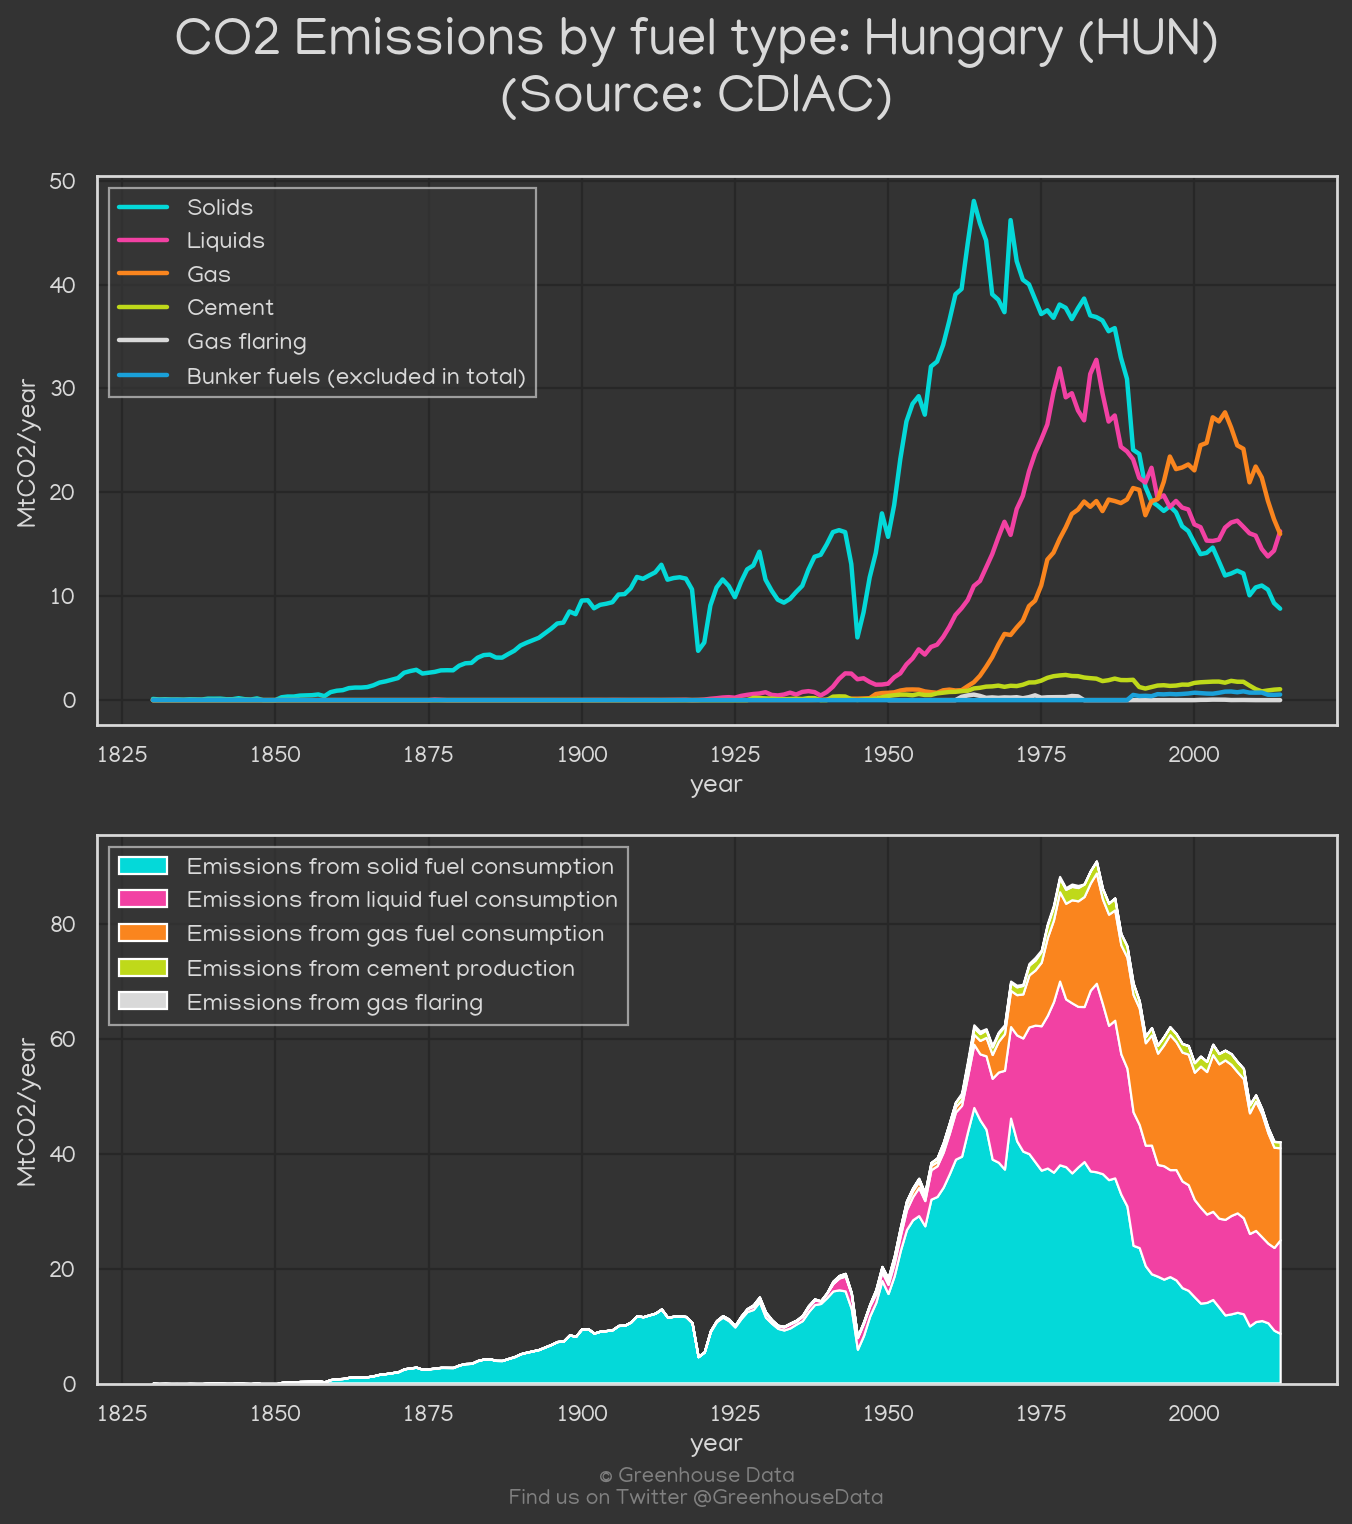 CO2 Emissions by fuel type: Hungary (HUN)
(Source: CDIAC)
50
40
30
20
10
0
MtCO2/year
Solids
Liquids
Gas
Cement
Gas flaring
Bunker fuels (excluded in total)
1825 1850 1875 1900 1925 1950 1975 2000
year
80
60
40
20
0
MtCO2/year
Emissions from solid fuel consumption
Emissions from liquid fuel consumption
Emissions from gas fuel consumption
Emissions from cement production
Emissions from gas flaring
1825 1850 1875 1900 1925 1950 1975 2000
year
© Greenhouse Data
Find us on Twitter @GreenhouseData